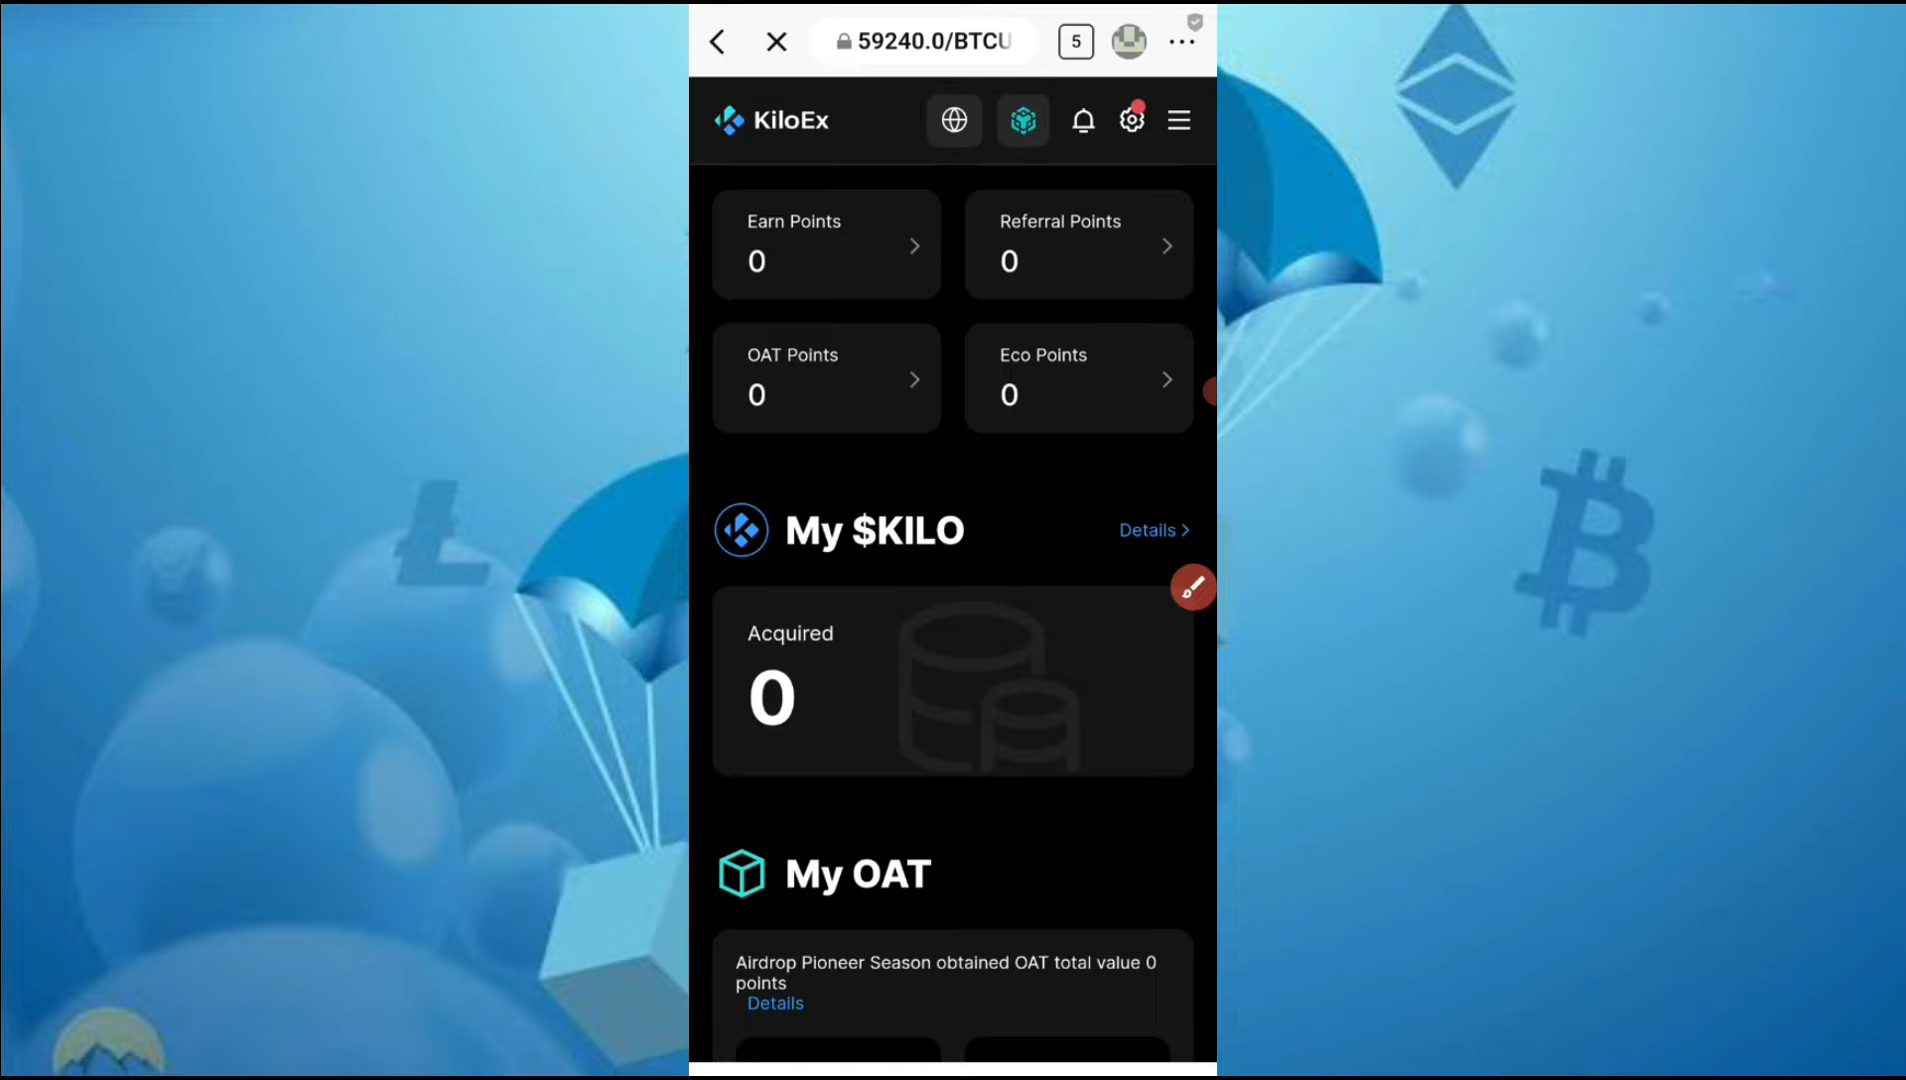 59240.0/BTCU
5
KiloEx
Earn Points
0
Referral Points
0
OAT Points
0
Eco Points
0
My $KILO
Details >
Acquired
0
My OAT
Airdrop Pioneer Season obtained OAT total value 0
points
Details